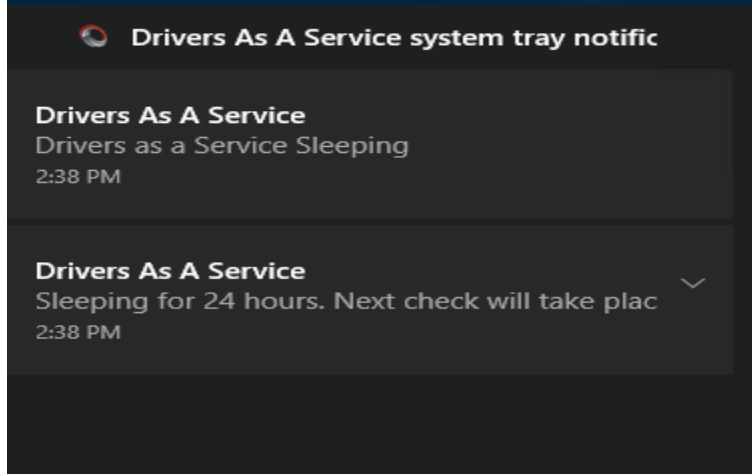 Drivers As A Service system tray notific
Drivers As A Service
Drivers as a Service Sleeping
2:38 PM
Drivers As A Service
Sleeping for 24 hours. Next check will take plac
2:38 PM